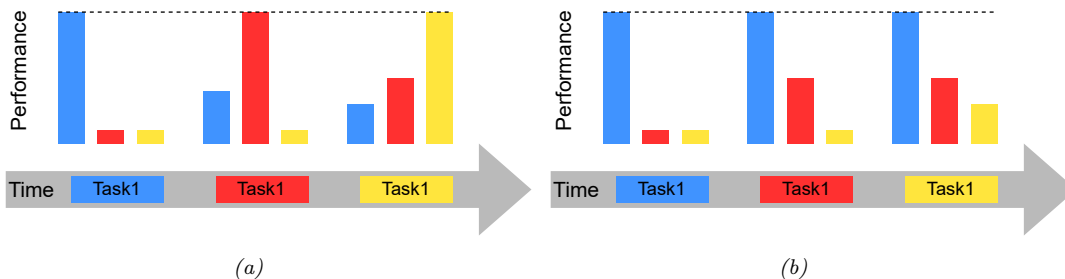 Performance
Time
Task1
Task1
Task1
(a)
Performance
Time
Task1
Task1
Task1
(b)